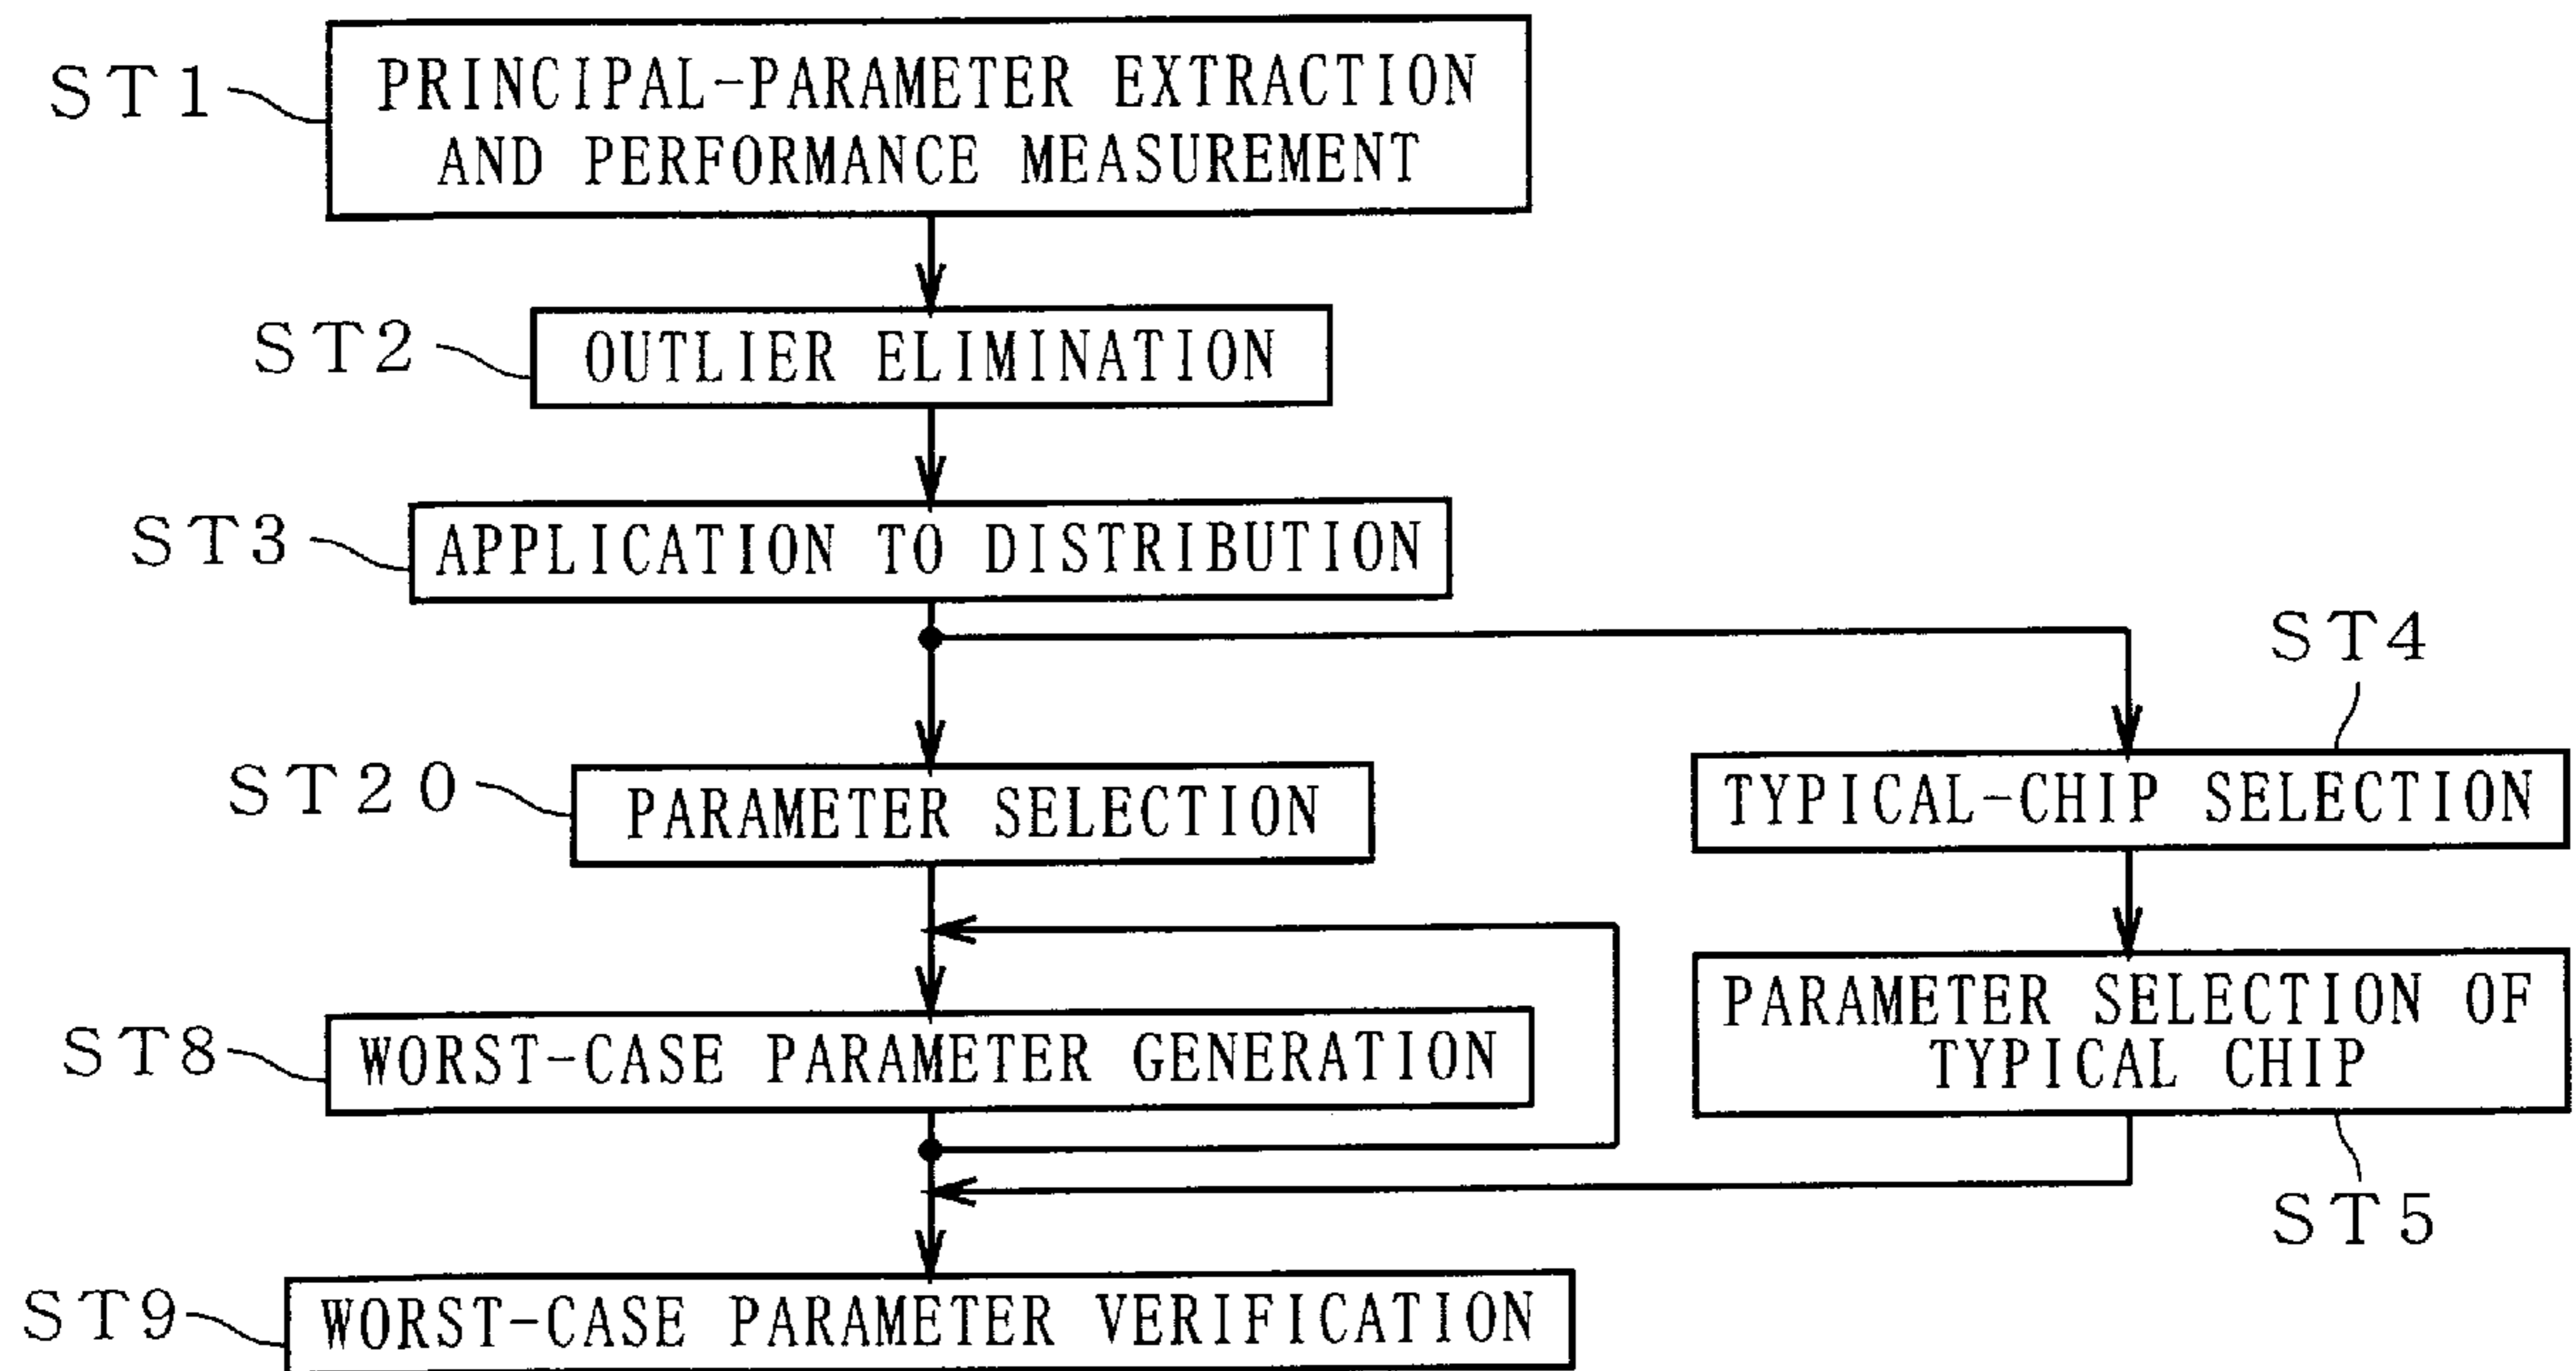 ST1
PRINCIPAL-PARAMETER EXTRACTION
AND PERFORMANCE MEASUREMENT
ST2
OUTLIER ELIMINATION
ST3
APPLICATION TO DISTRIBUTION
ST4
ST20
PARAMETER SELECTION
TYPICAL-CHIP SELECTION
PARAMETER SELECTION OF
TYPICAL CHIP
ST8
WORST-CASE PARAMETER GENERATION
ST5
ST9
WORST-CASE PARAMETER VERIFICATION